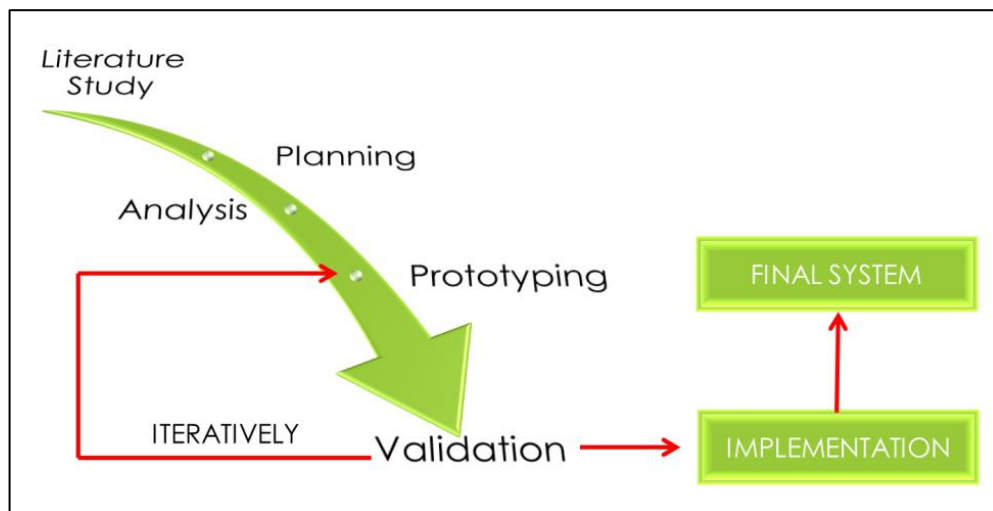 Literature
Study
Planning
Analysis
Prototyping
FINAL SYSTEM
ITERATIVELY
Validation
IMPLEMENTATION